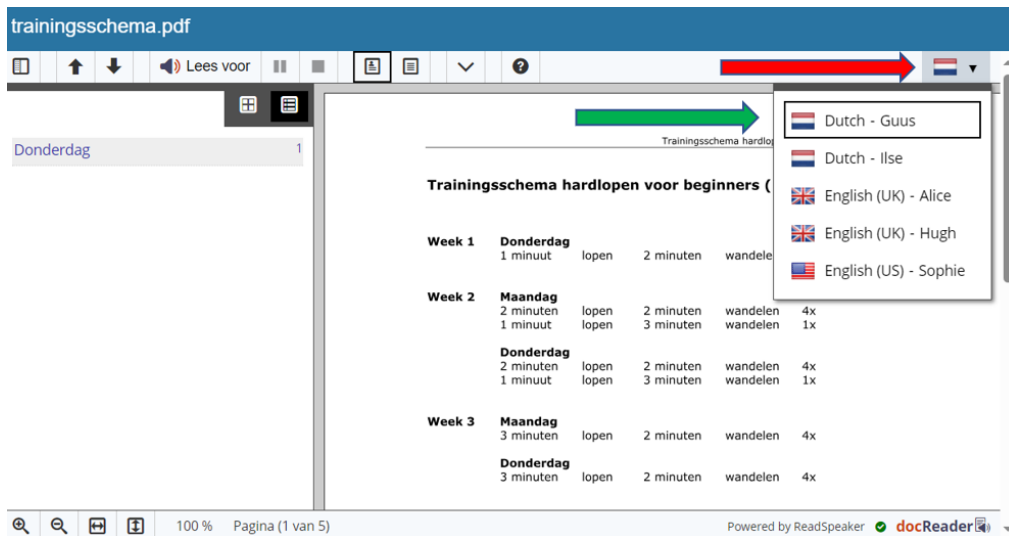 trainingsschema.pdf
Lees voor
Donderdag 1
Dutch - Guus
Dutch - Ilse
English (UK) - Alice
English (UK) - Hugh
English (US) - Sophie
Trainingsschema
Trainingsschema hardlopen voor beginners (
Week 1 Donderdag
1 minuut lopen 2 minuten
Week 2 Maandag
2 minuten lopen 2 minuten wandelen 4x
1 minuut lopen 3 minuten wandelen 1x
Donderdag
2 minuten lopen 2 minuten wandelen 4x
1 minuut lopen 3 minuten wandelen 1x
Week 3 Maandag
3 minuten lopen 2 minuten wandelen 4x
Donderdag
3 minuten lopen 2 minuten wandelen 4x
100 % Pagina (1 van 5)
Powered by ReadSpeaker docReader